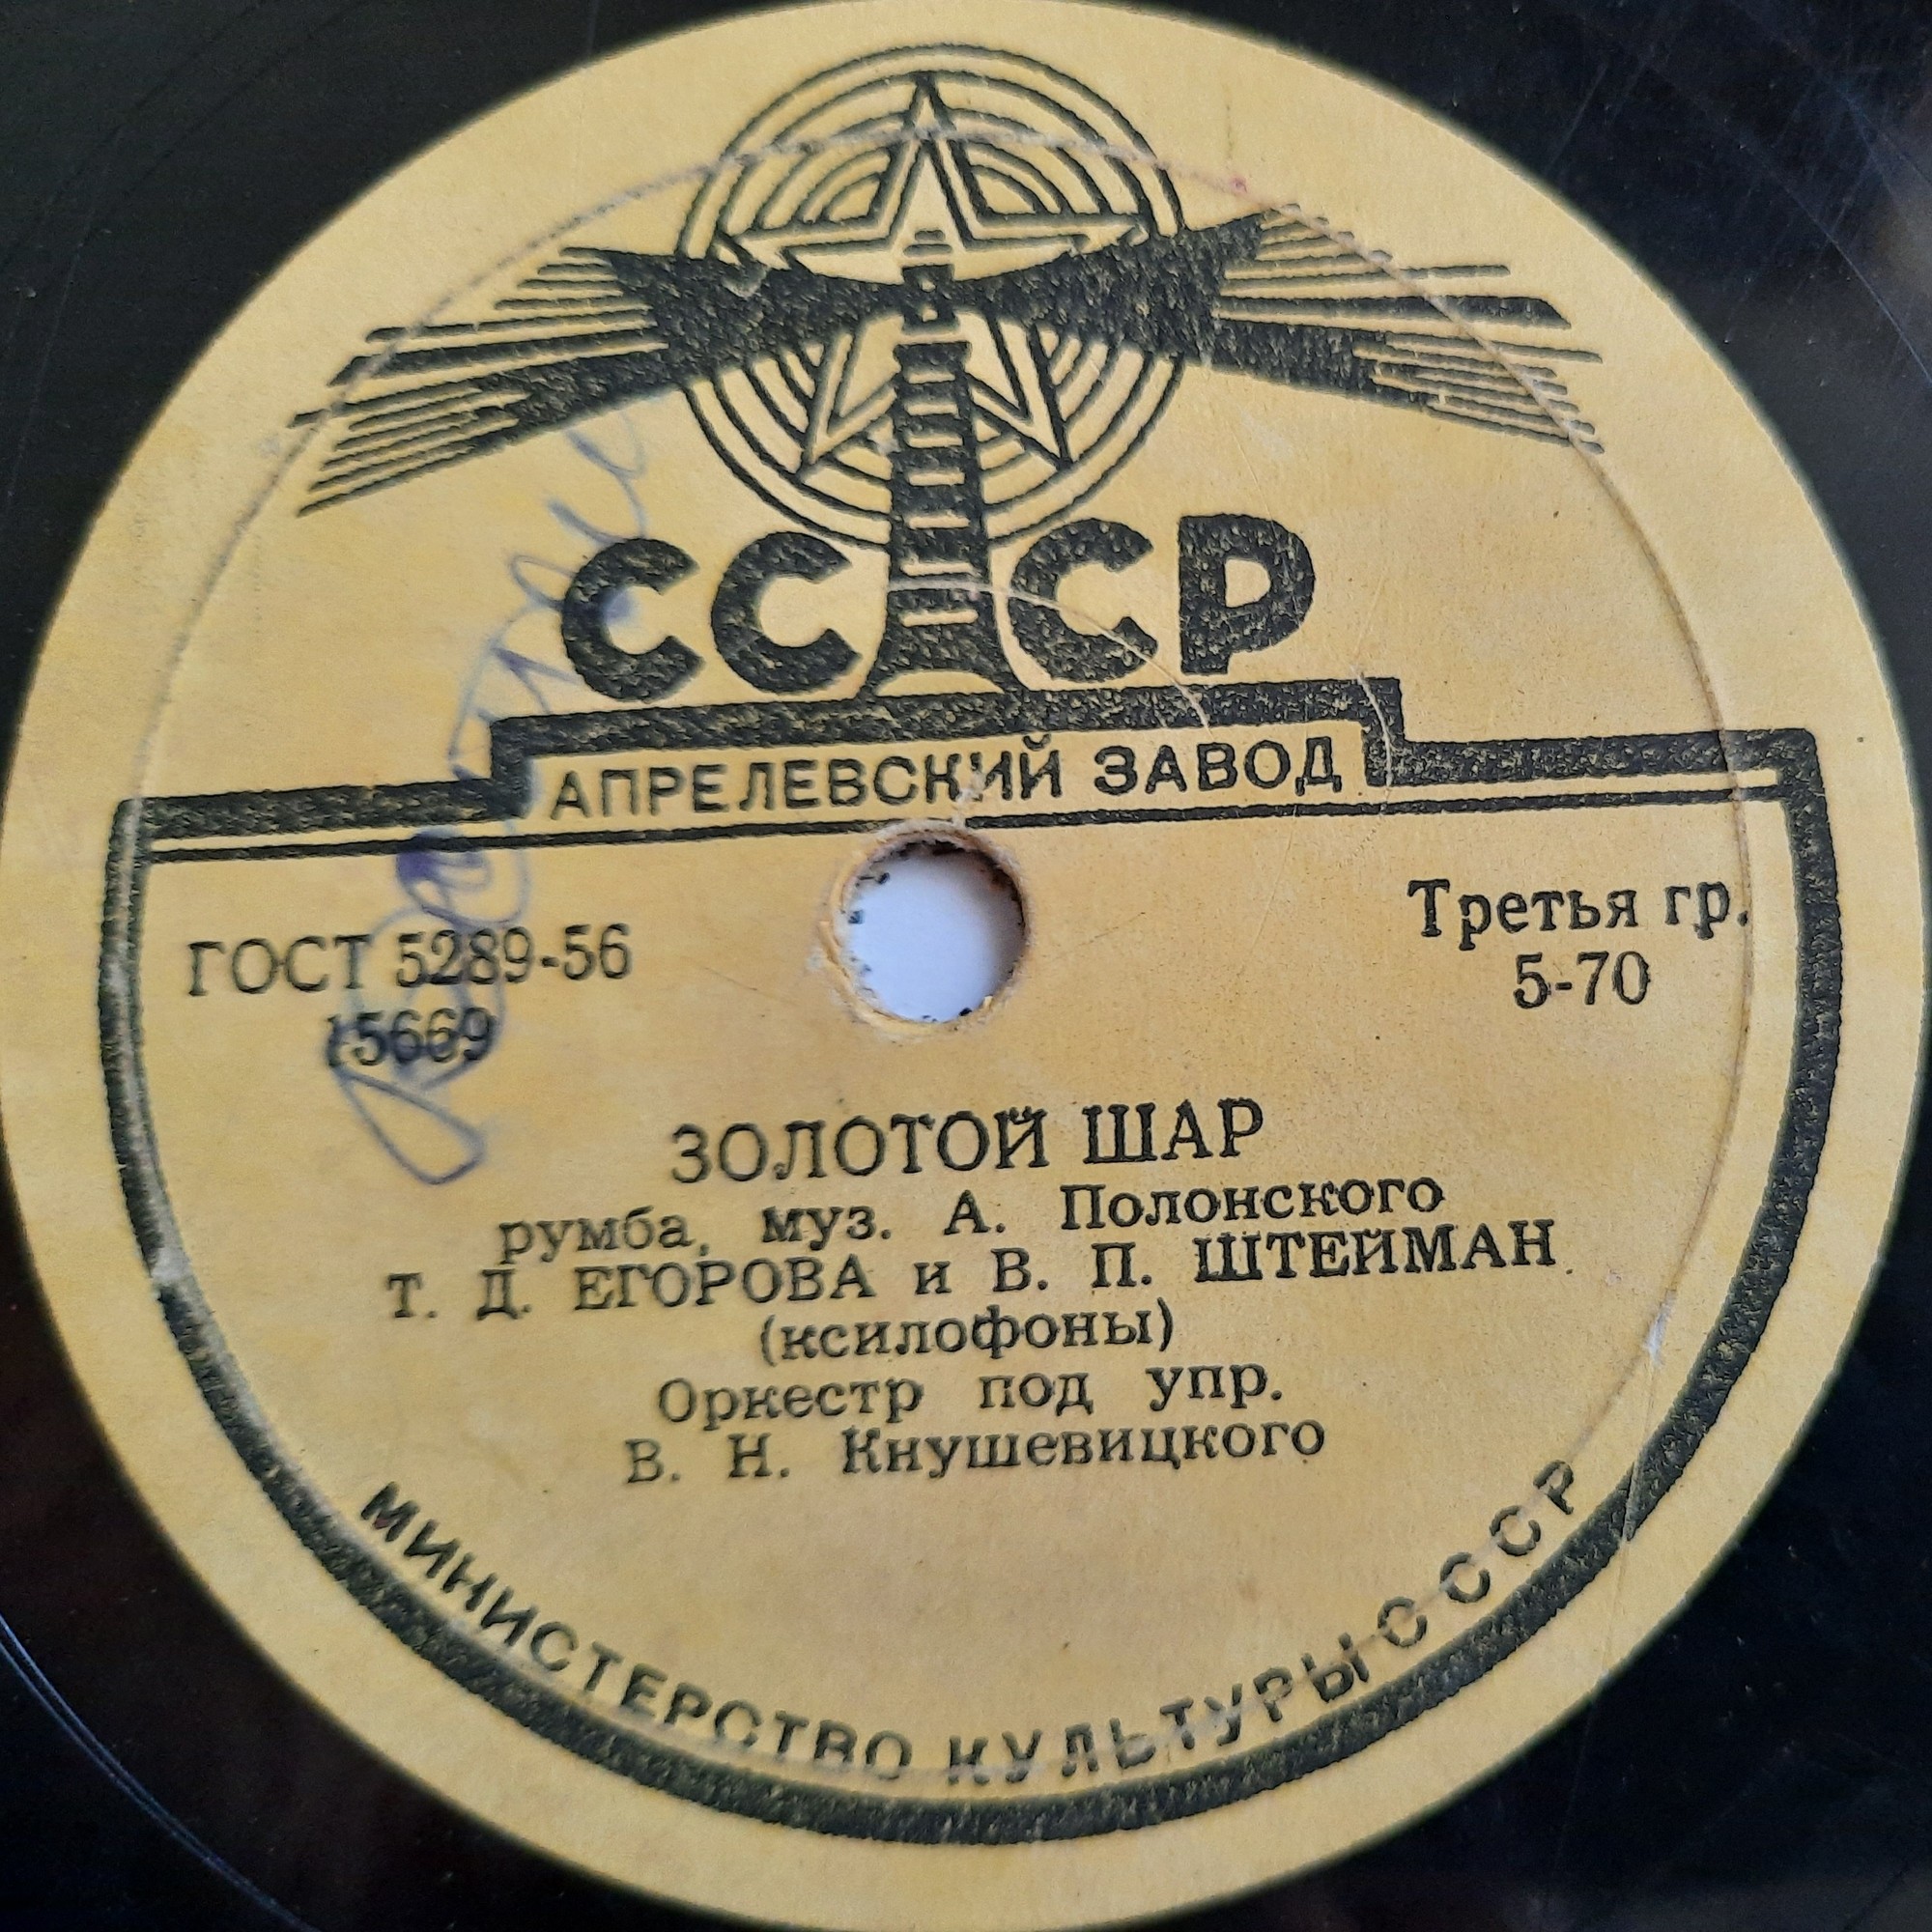 СССР
АПРЕЛЕВСКИЙ ЗАВОД
ГОСТ 5289-56
15669
Третья гр.
5-70
ЗОЛОТОЙ ШАР
румба, муз. А. Полонского
Т. Д. ЕГОРОВА и В. П. ШТЕЙМАН
(ксилофоны)
Оркестр под упр.
В. Н. Кнушевицкого
МИНИСТЕРСТВО КУЛЬТУРЫ СССР